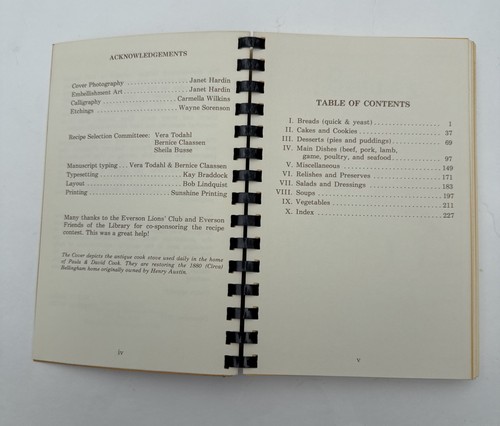 ACKNOWLEDGEMENTS
Cover Photography .................. Janet Hardin
Embellishment Art .................. Janet Hardin
Calligraphy .................. Carmella Wilkins
Etchings .................. Wayne Sorenson
Recipe Selection Committeee: Vera Todahl
Bernice Claassen
Sheila Buese
Manuscript typing ... Vera Todahl & Bernice Claassen
Typesetting .................. Kay Braddock
Layout .................. Bob Lindquist
Printing .................. Sunshine Printing
Many thanks to the Everson Lions' Club and Everson
Friends of the Library for co-sponsoring the recipe
contest. This was a great help!
The Cover depicts the antique cook stove used daily in the home
of Paula & David Cook. They are restoring the 1880 (Circa)
Bellingham home originally owned by Henry Austin.
iv
TABLE OF CONTENTS
I. Breads (quick & yeast) .................. 1
II. Cakes and Cookies .................. 37
III. Desserts (pies and puddings) .................. 69
IV. Main Dishes (beef, pork, lamb,
game, poultry, and seafood .................. 97
V. Miscellaneous .................. 149
VI. Relishes and Preserves .................. 171
VII. Salads and Dressings .................. 183
VIII. Soups .................. 197
IX. Vegetables .................. 211
X. Index .................. 227
v